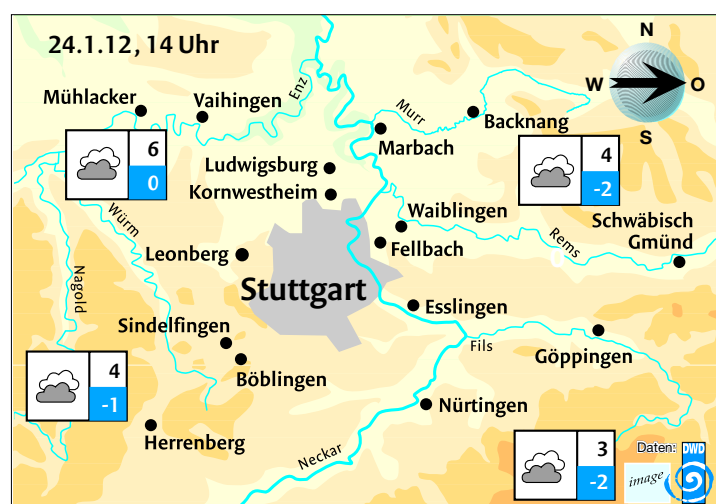 24.1.12, 14 Uhr
N
W
O
S
Mühlacker
Vaihingen
Enz
Murr
Backnang
Marbach
6
0
4
-2
Ludwigsburg
Kornwestheim
Würm
Waiblingen
Schwäbisch
Gmünd
Rems
Fellbach
Leonberg
Nagold
Stuttgart
Esslingen
Sindelfingen
Fils
Göppingen
4
-1
Böblingen
Nürtingen
Herrenberg
Neckar
3
-2
Daten: DWD
image